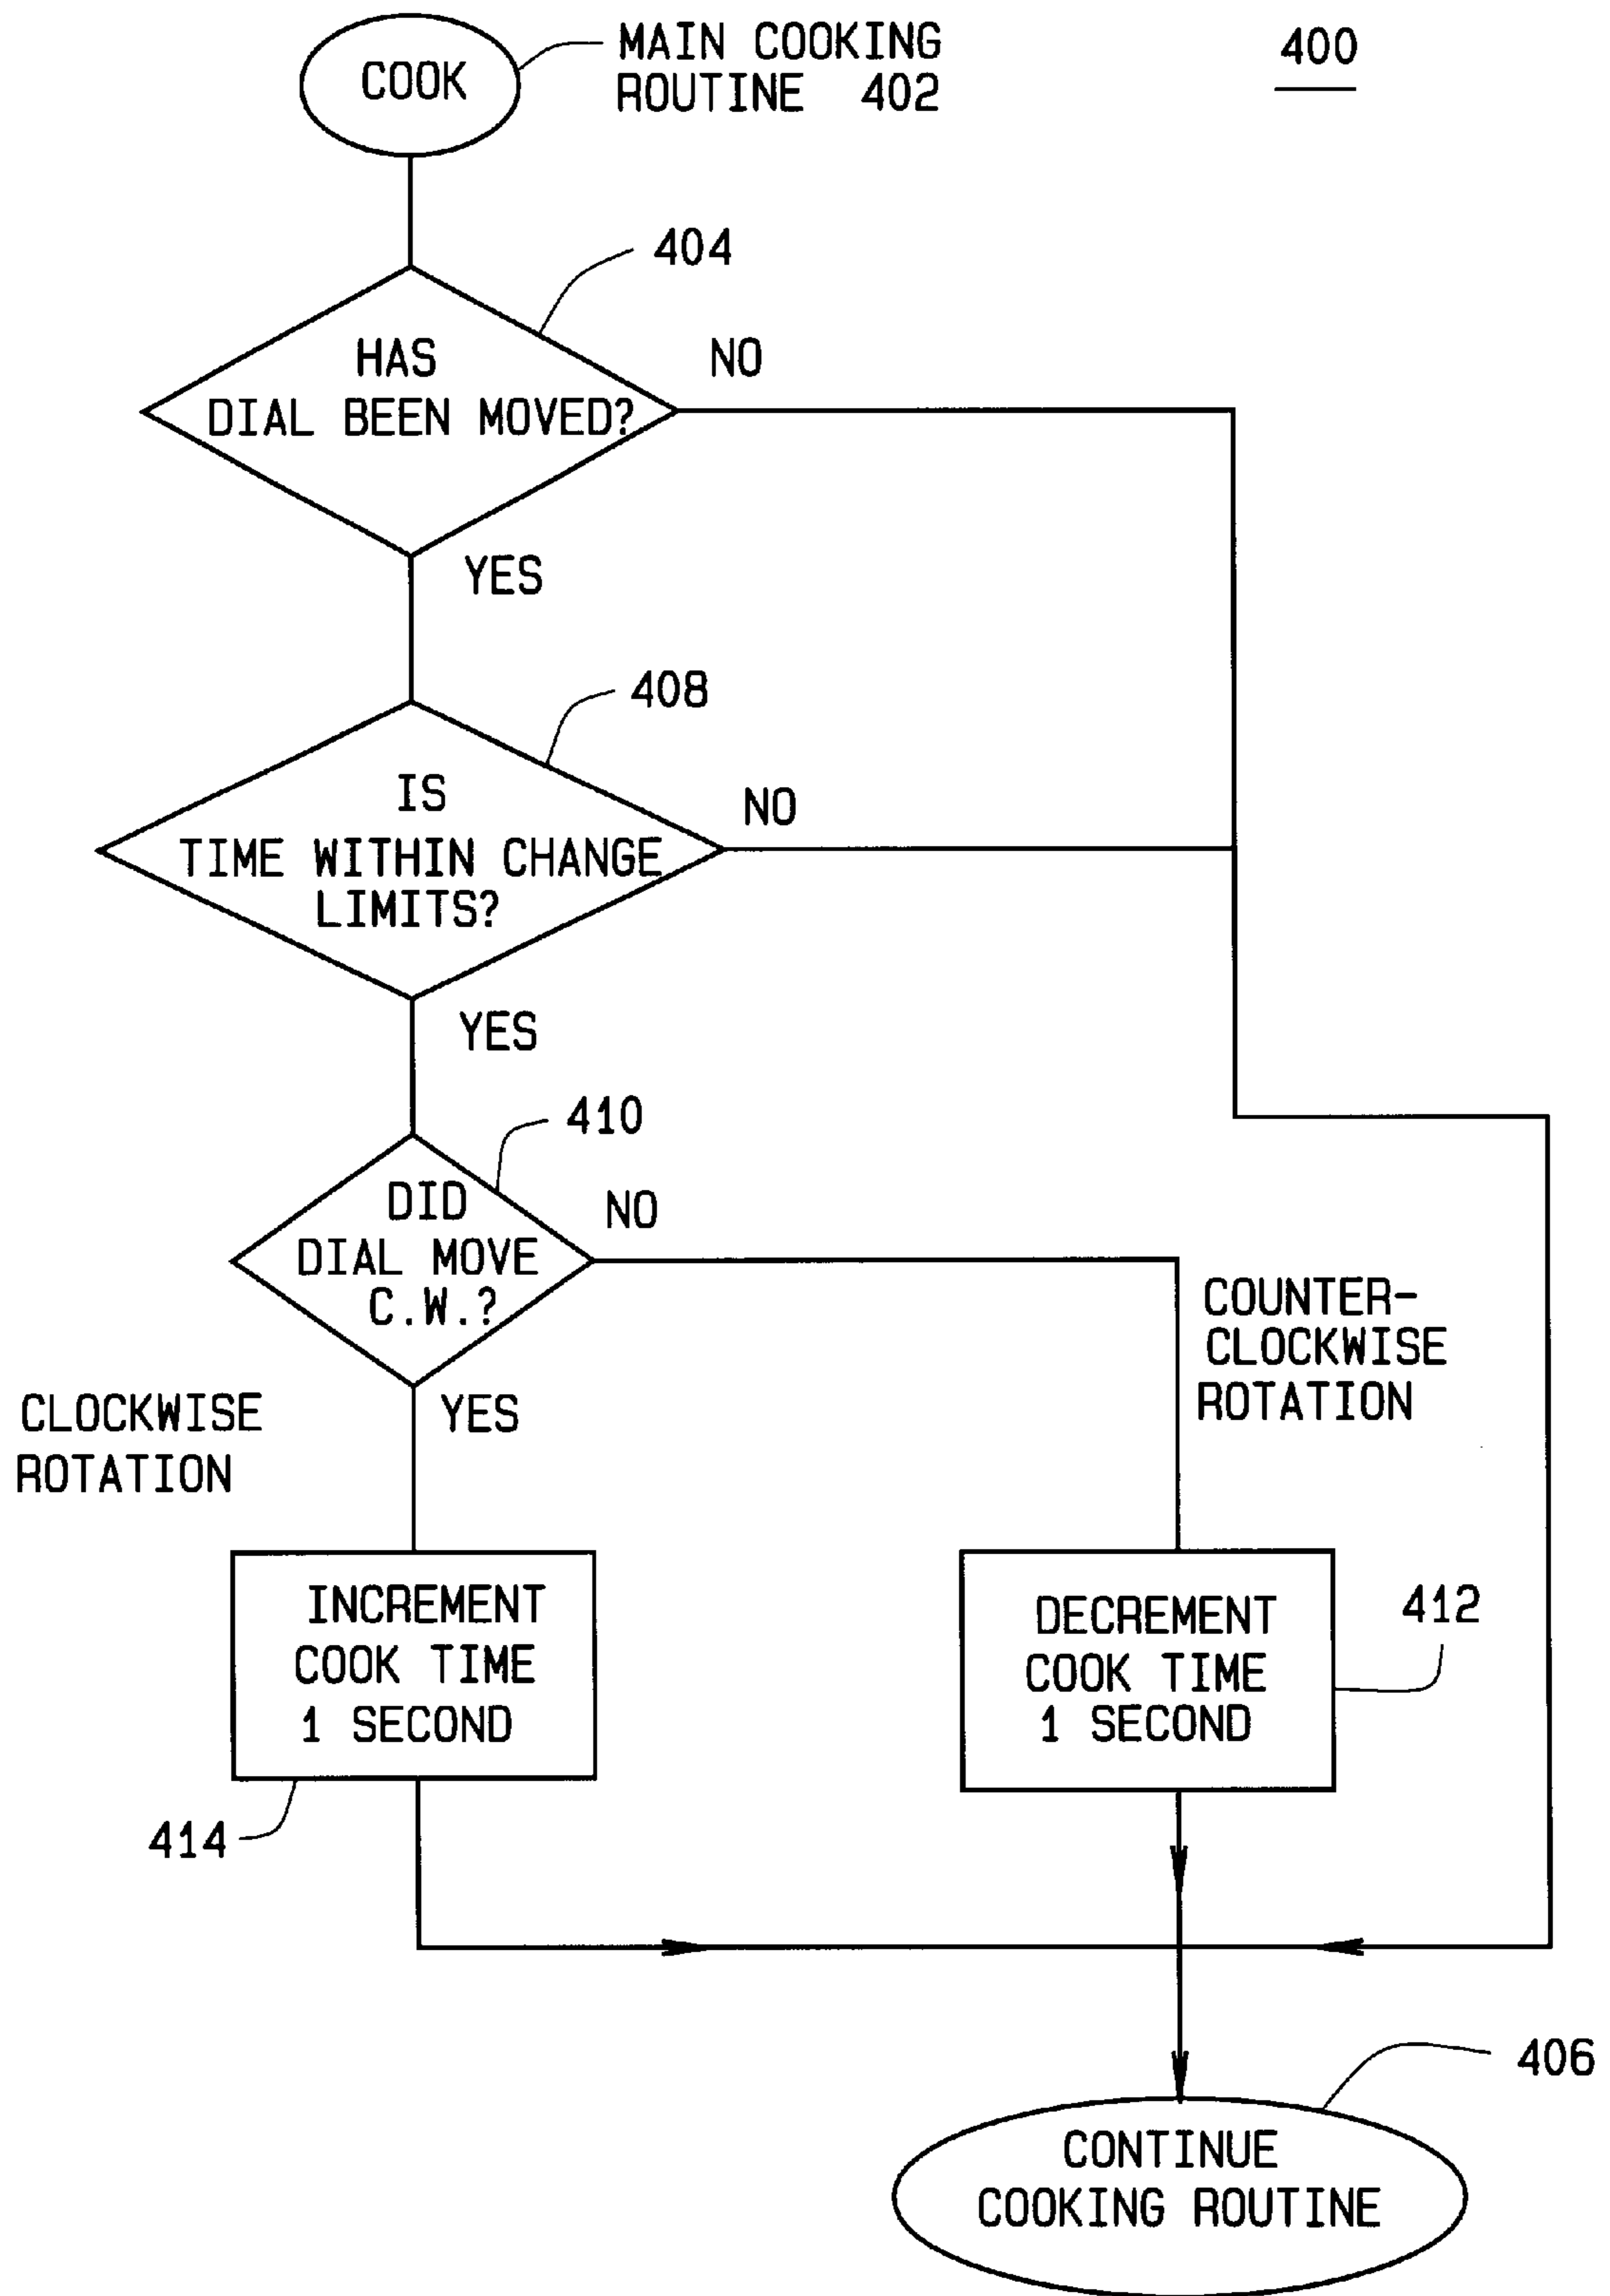 COOK
MAIN COOKING
ROUTINE 402
400
404
HAS
DIAL BEEN MOVED?
NO
YES
408
IS
TIME WITHIN CHANGE
LIMITS?
NO
YES
410
DID
DIAL MOVE
C.W.?
NO
COUNTER-
CLOCKWISE
ROTATION
CLOCKWISE
ROTATION
YES
INCREMENT
COOK TIME
1 SECOND
414
DECREMENT
COOK TIME
1 SECOND
412
406
CONTINUE
COOKING ROUTINE